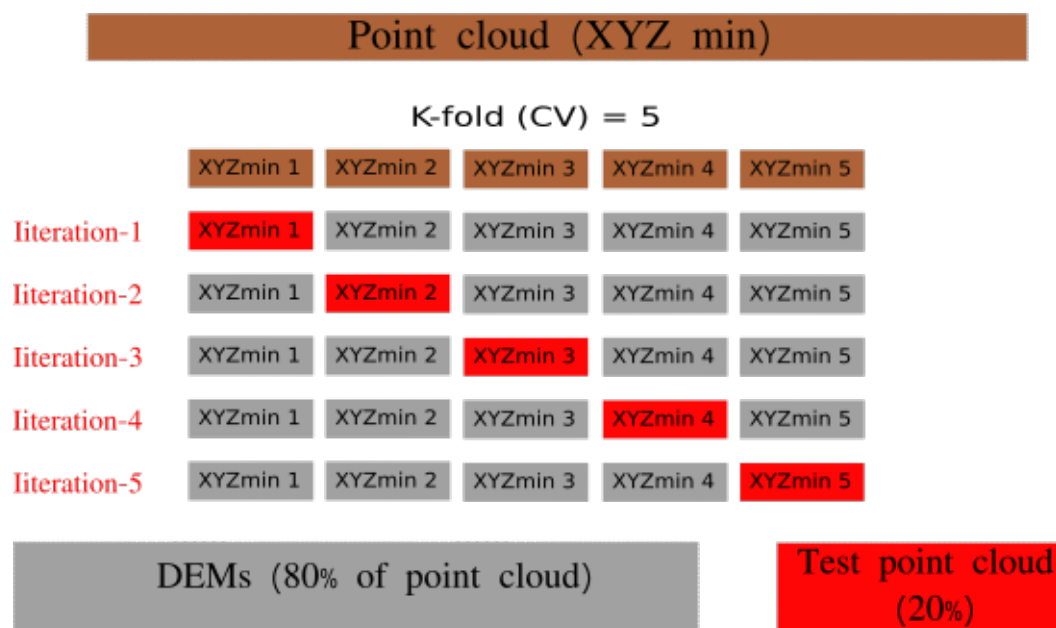 Point cloud (XYZ min)
K-fold (CV) = 5
XYZmin 1 XYZmin 2 XYZmin 3 XYZmin 4 XYZmin 5
Iiteration-1 XYZmin 1 XYZmin 2 XYZmin 3 XYZmin 4 XYZmin 5
Iiteration-2 XYZmin 1 XYZmin 2 XYZmin 3 XYZmin 4 XYZmin 5
Iiteration-3 XYZmin 1 XYZmin 2 XYZmin 3 XYZmin 4 XYZmin 5
Iiteration-4 XYZmin 1 XYZmin 2 XYZmin 3 XYZmin 4 XYZmin 5
Iiteration-5 XYZmin 1 XYZmin 2 XYZmin 3 XYZmin 4 XYZmin 5
DEMs (80% of point cloud)
Test point cloud
(20%)